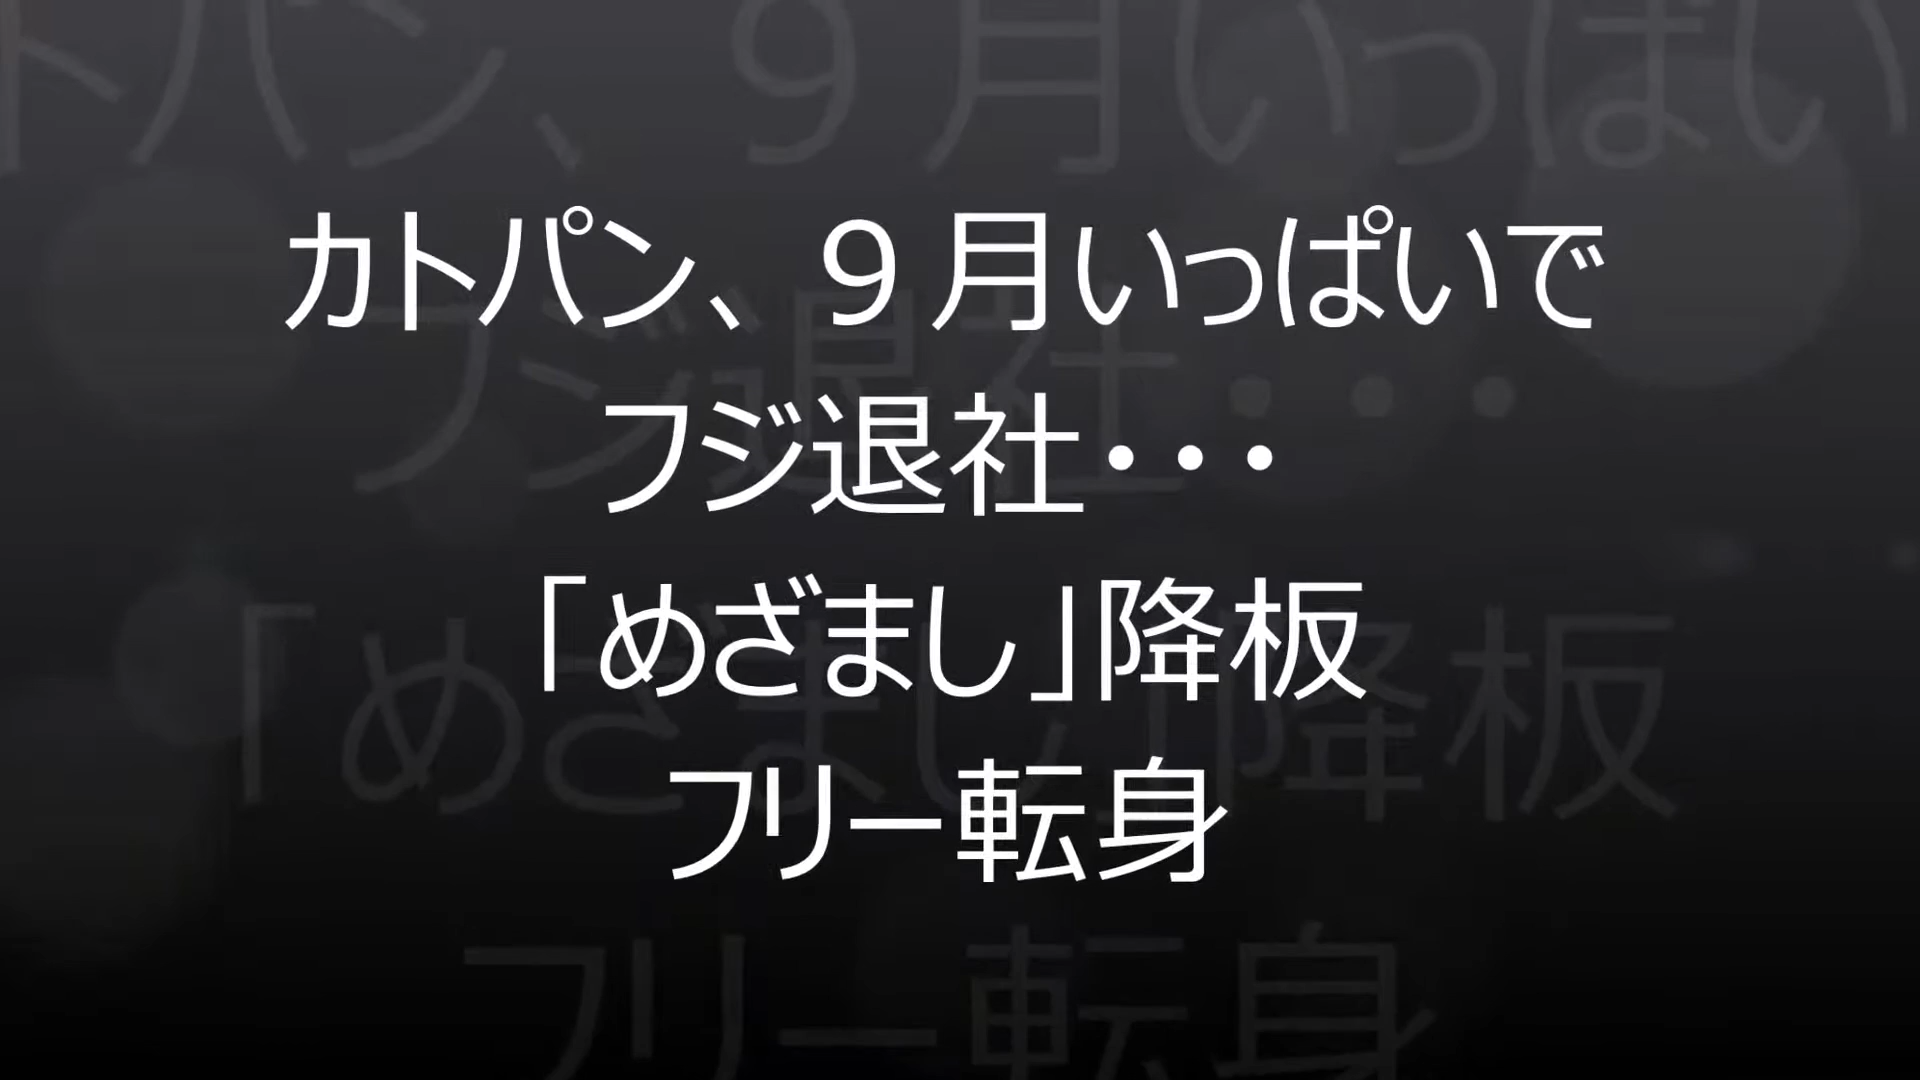 カトパン、９月いっぱいで
フジ退社・・・
「めざまし」降板
フリー転身